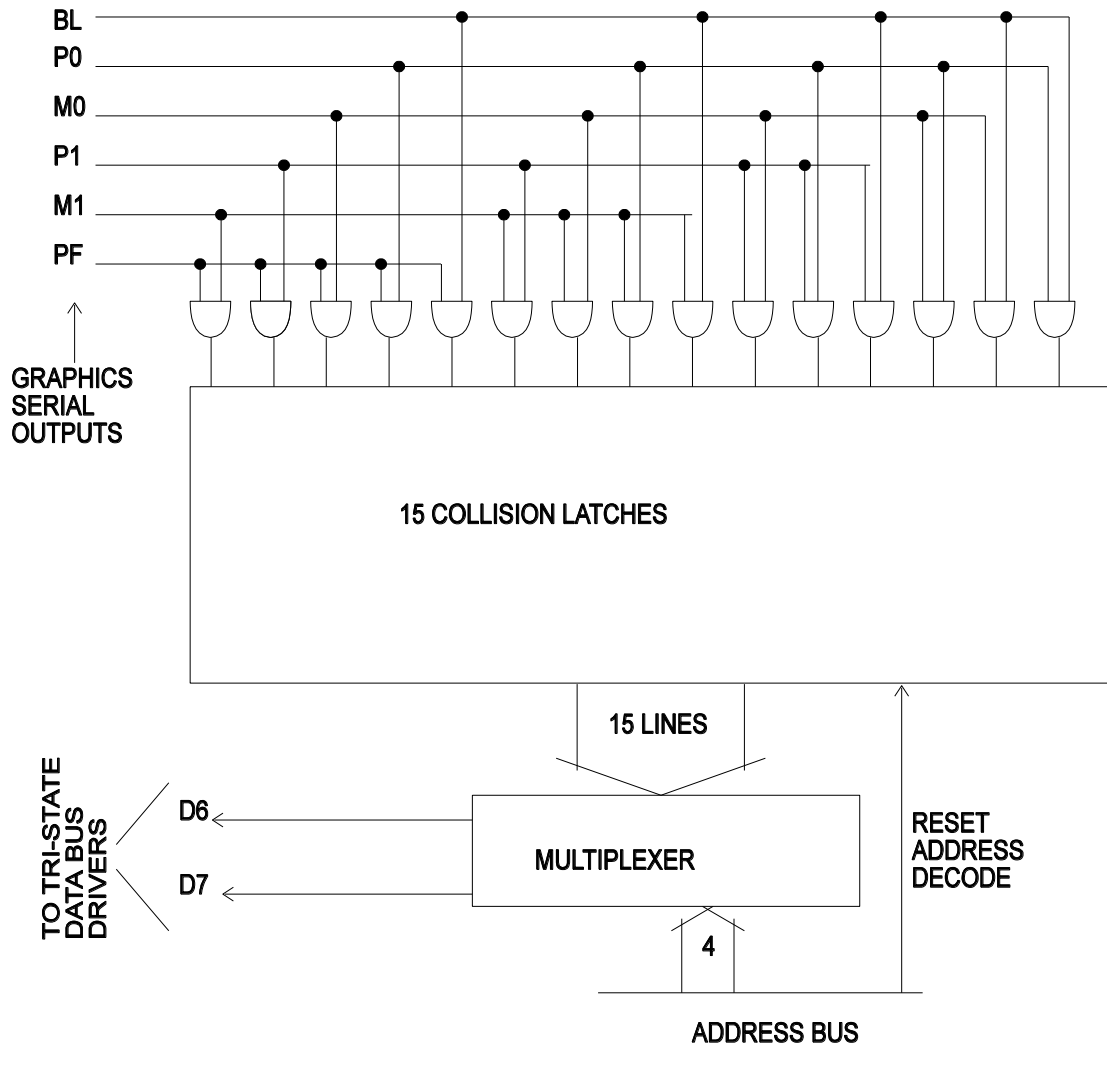 BL
P0
M0
P1
M1
PF
GRAPHICS
SERIAL
OUTPUTS
15 COLLISION LATCHES
15 LINES
TO TRI-STATE
DATA BUS
DRIVERS
D6
D7
MULTIPLEXER
RESET
ADDRESS
DECODE
4
ADDRESS BUS